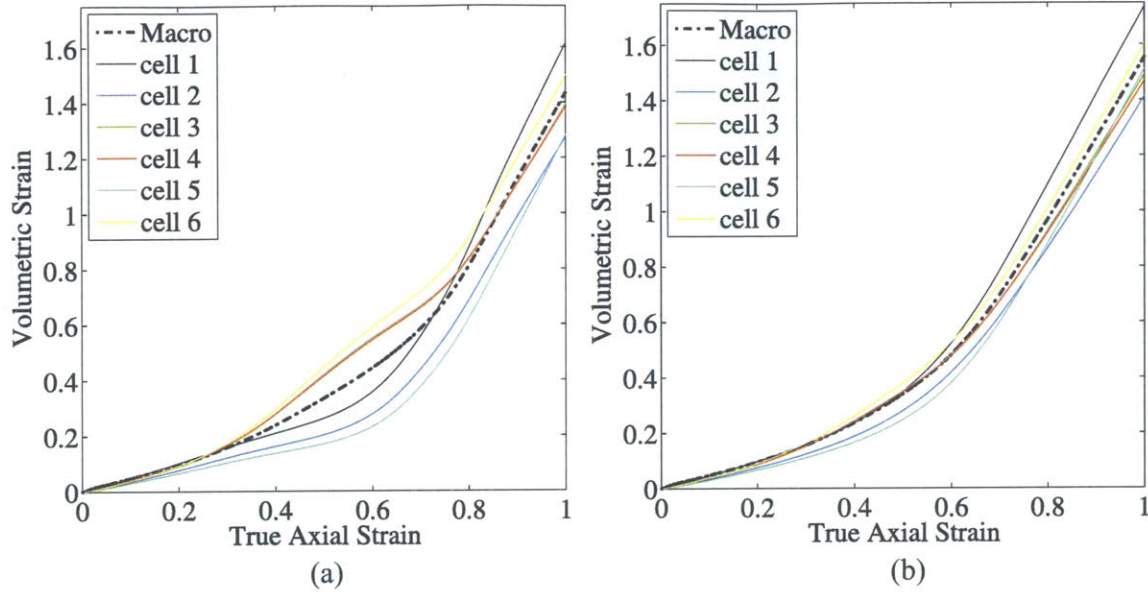 Macro
cell 1
cell 2
cell 3
cell 4
cell 5
cell 6
Volumetric Strain
1.6
1.4
1.2
1
0.8
0.6
0.4
0.2
0
0 0.2 0.4 0.6 0.8 1
True Axial Strain
(a)
Macro
cell 1
cell 2
cell 3
cell 4
cell 5
cell 6
Volumetric Strain
1.6
1.4
1.2
1
0.8
0.6
0.4
0.2
0
0 0.2 0.4 0.6 0.8 1
True Axial Strain
(b)